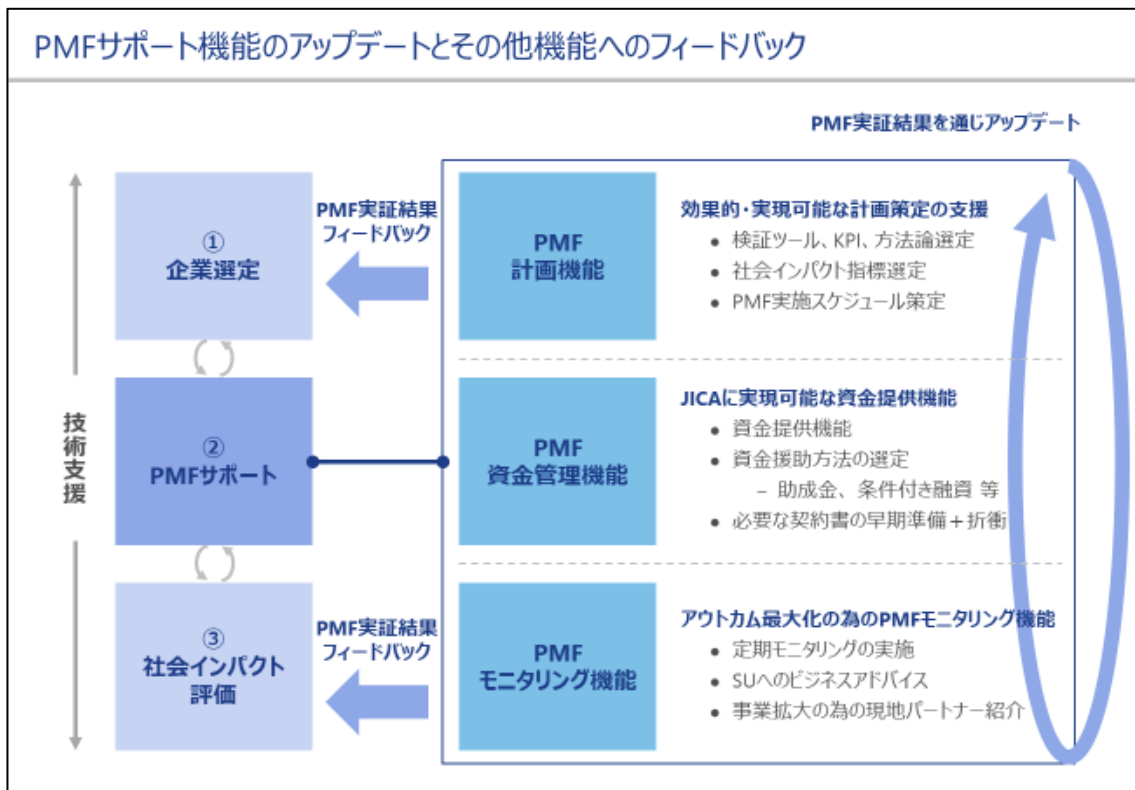 PMFサポート機能のアップデートとその他機能へのフィードバック
PMF実証結果を通じアップデート
技術支援
①
企業選定
PMF実証結果
フィードバック
PMF
計画機能
効果的・実現可能な計画策定の支援
● 検証ツール、KPI、方法論選定
● 社会インパクト指標選定
● PMF実施スケジュール策定
②
PMFサポート
PMF
資金管理機能
JICAに実現可能な資金提供機能
● 資金提供機能
● 資金援助方法の選定
– 助成金、条件付き融資 等
● 必要な契約書の早期準備＋折衝
③
社会インパクト
評価
PMF実証結果
フィードバック
PMF
モニタリング機能
アウトカム最大化の為のPMFモニタリング機能
● 定期モニタリングの実施
● SUへのビジネスアドバイス
● 事業拡大の為の現地パートナー紹介